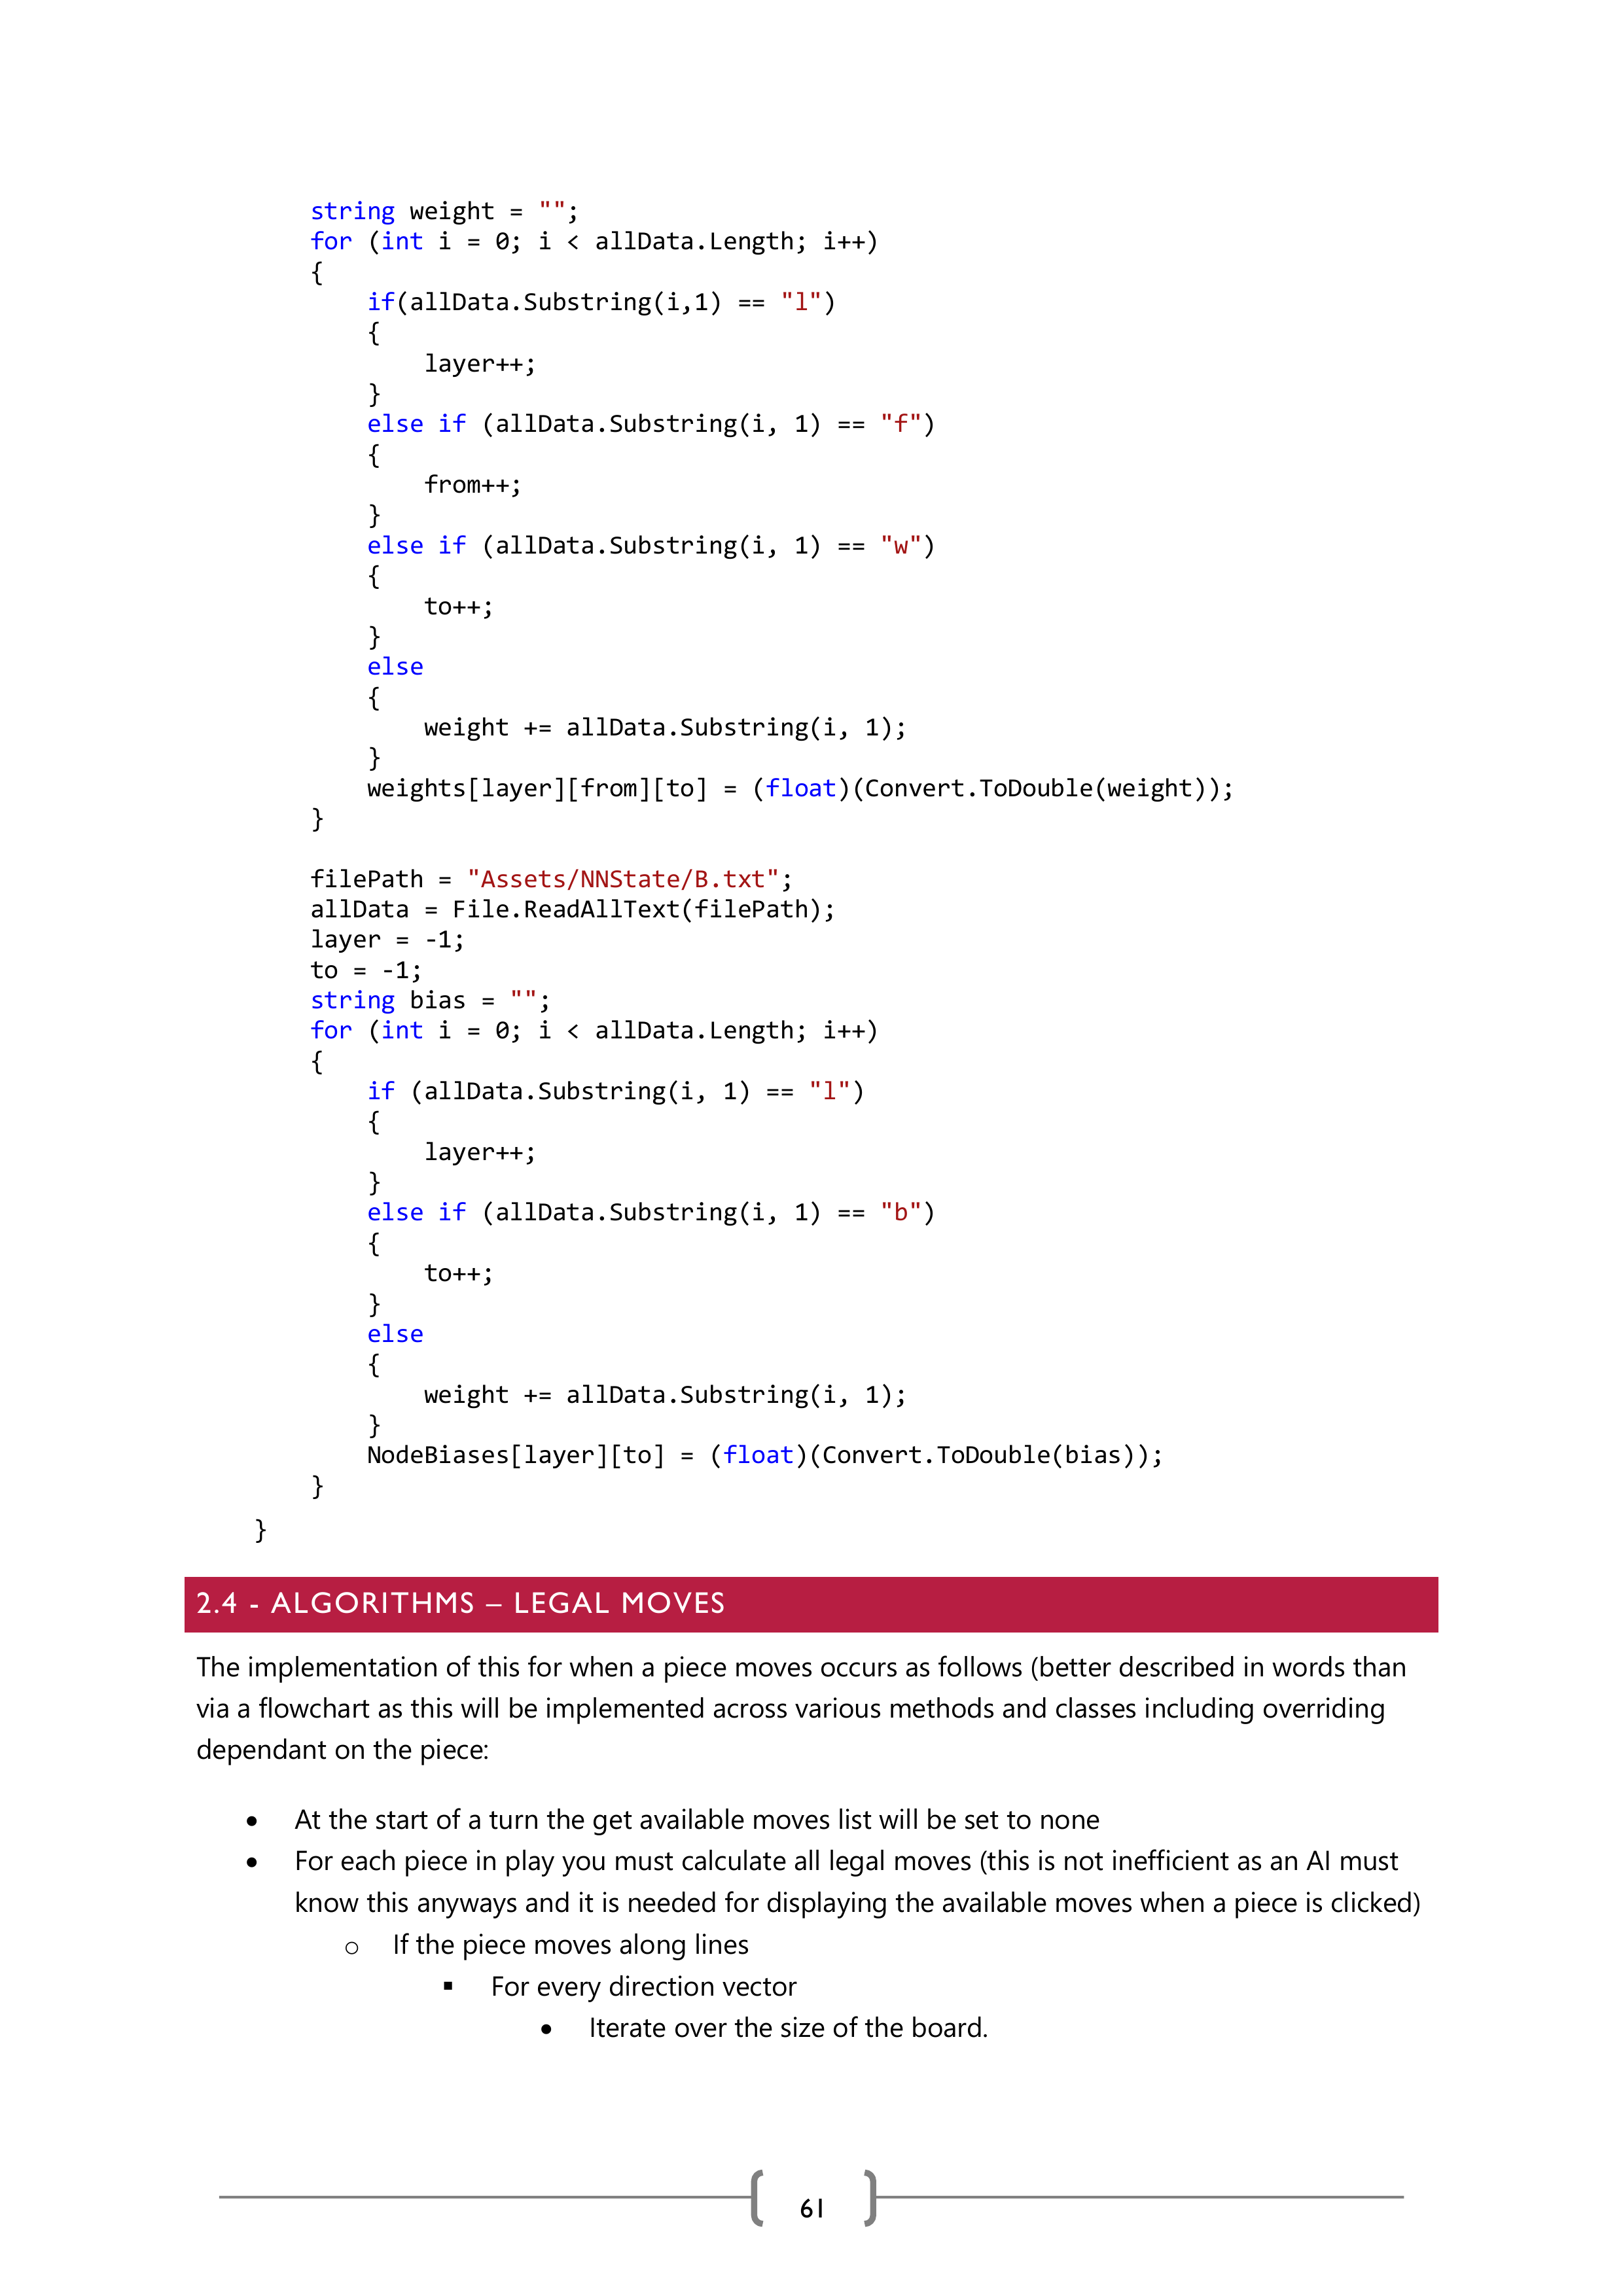 string weight = "";
for (int i = 0; i < allData.Length; i++)
{
if(allData.Substring(i,1) == "l")
{
layer++;
}
else if (allData.Substring(i, 1) == "f")
{
from++;
}
else if (allData.Substring(i, 1) == "w")
{
to++;
}
else
{
weight += allData.Substring(i, 1);
}
weights[layer][from][to] = (float)(Convert.ToDouble(weight));
}
filePath = "Assets/NNState/B.txt";
allData = File.ReadAllText(filePath);
layer = -1;
to = -1;
string bias = "";
for (int i = 0; i < allData.Length; i++)
{
if (allData.Substring(i, 1) == "l")
{
layer++;
}
else if (allData.Substring(i, 1) == "b")
{
to++;
}
else
{
weight += allData.Substring(i, 1);
}
NodeBiases[layer][to] = (float)(Convert.ToDouble(bias));
}
}
2.4 - ALGORITHMS – LEGAL MOVES
The implementation of this for when a piece moves occurs as follows (better described in words than
via a flowchart as this will be implemented across various methods and classes including overriding
dependant on the piece:
• At the start of a turn the get available moves list will be set to none
• For each piece in play you must calculate all legal moves (this is not inefficient as an AI must
know this anyways and it is needed for displaying the available moves when a piece is clicked)
o If the piece moves along lines
▪ For every direction vector
• Iterate over the size of the board.
61